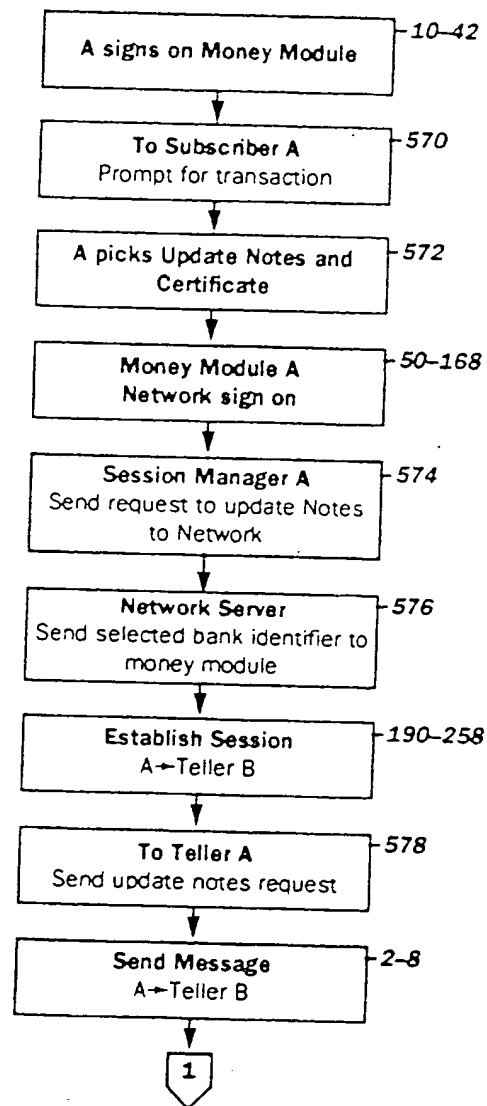 A signs on Money Module
10–42
To Subscriber A
Prompt for transaction
570
A picks Update Notes and
Certificate
572
Money Module A
Network sign on
50–168
Session Manager A
Send request to update Notes
to Network
574
Network Server
Send selected bank identifier to
money module
576
Establish Session
A→Teller B
190–258
To Teller A
Send update notes request
578
Send Message
A→Teller B
2–8
1